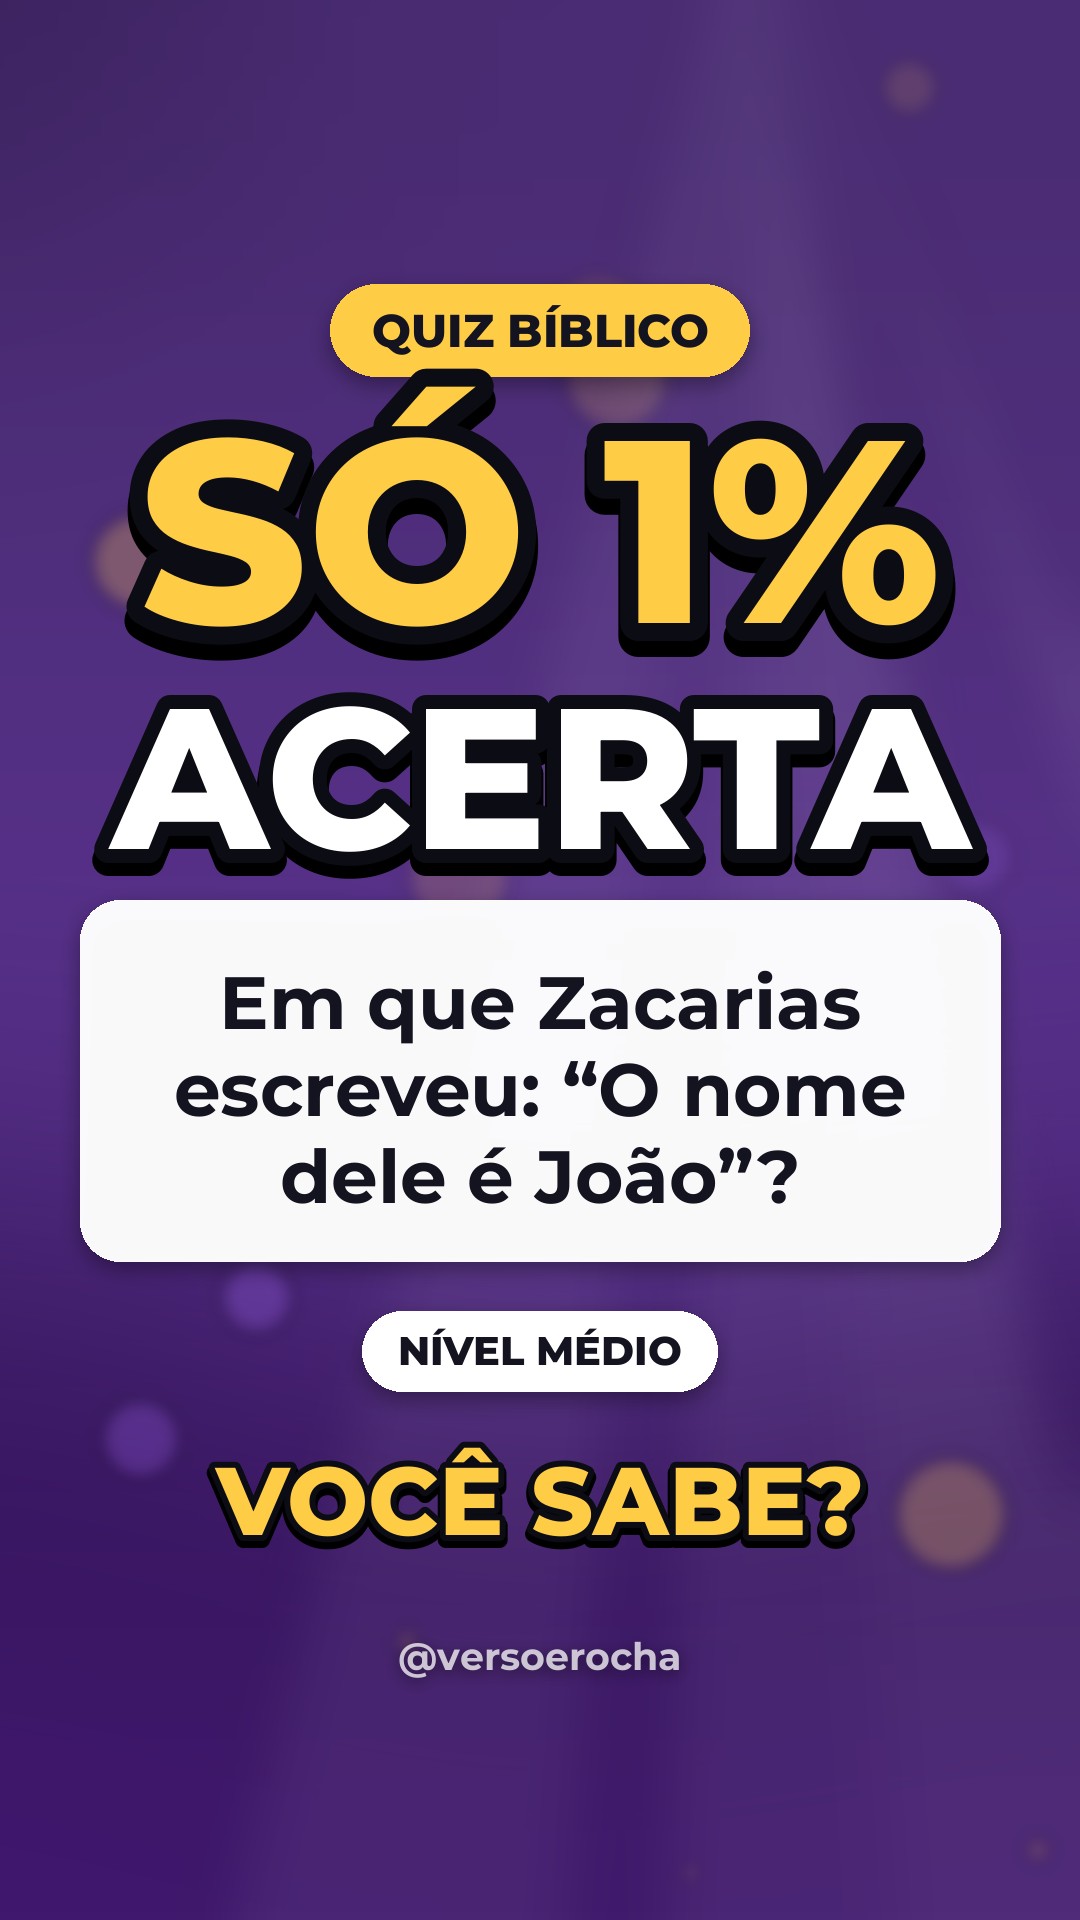 QUIZ BÍBLICO
SÓ 1%
ACERTA
Em que Zacarias
escreveu: “O nome
dele é João”?
NÍVEL MÉDIO
VOCÊ SABE?
@versoerocha